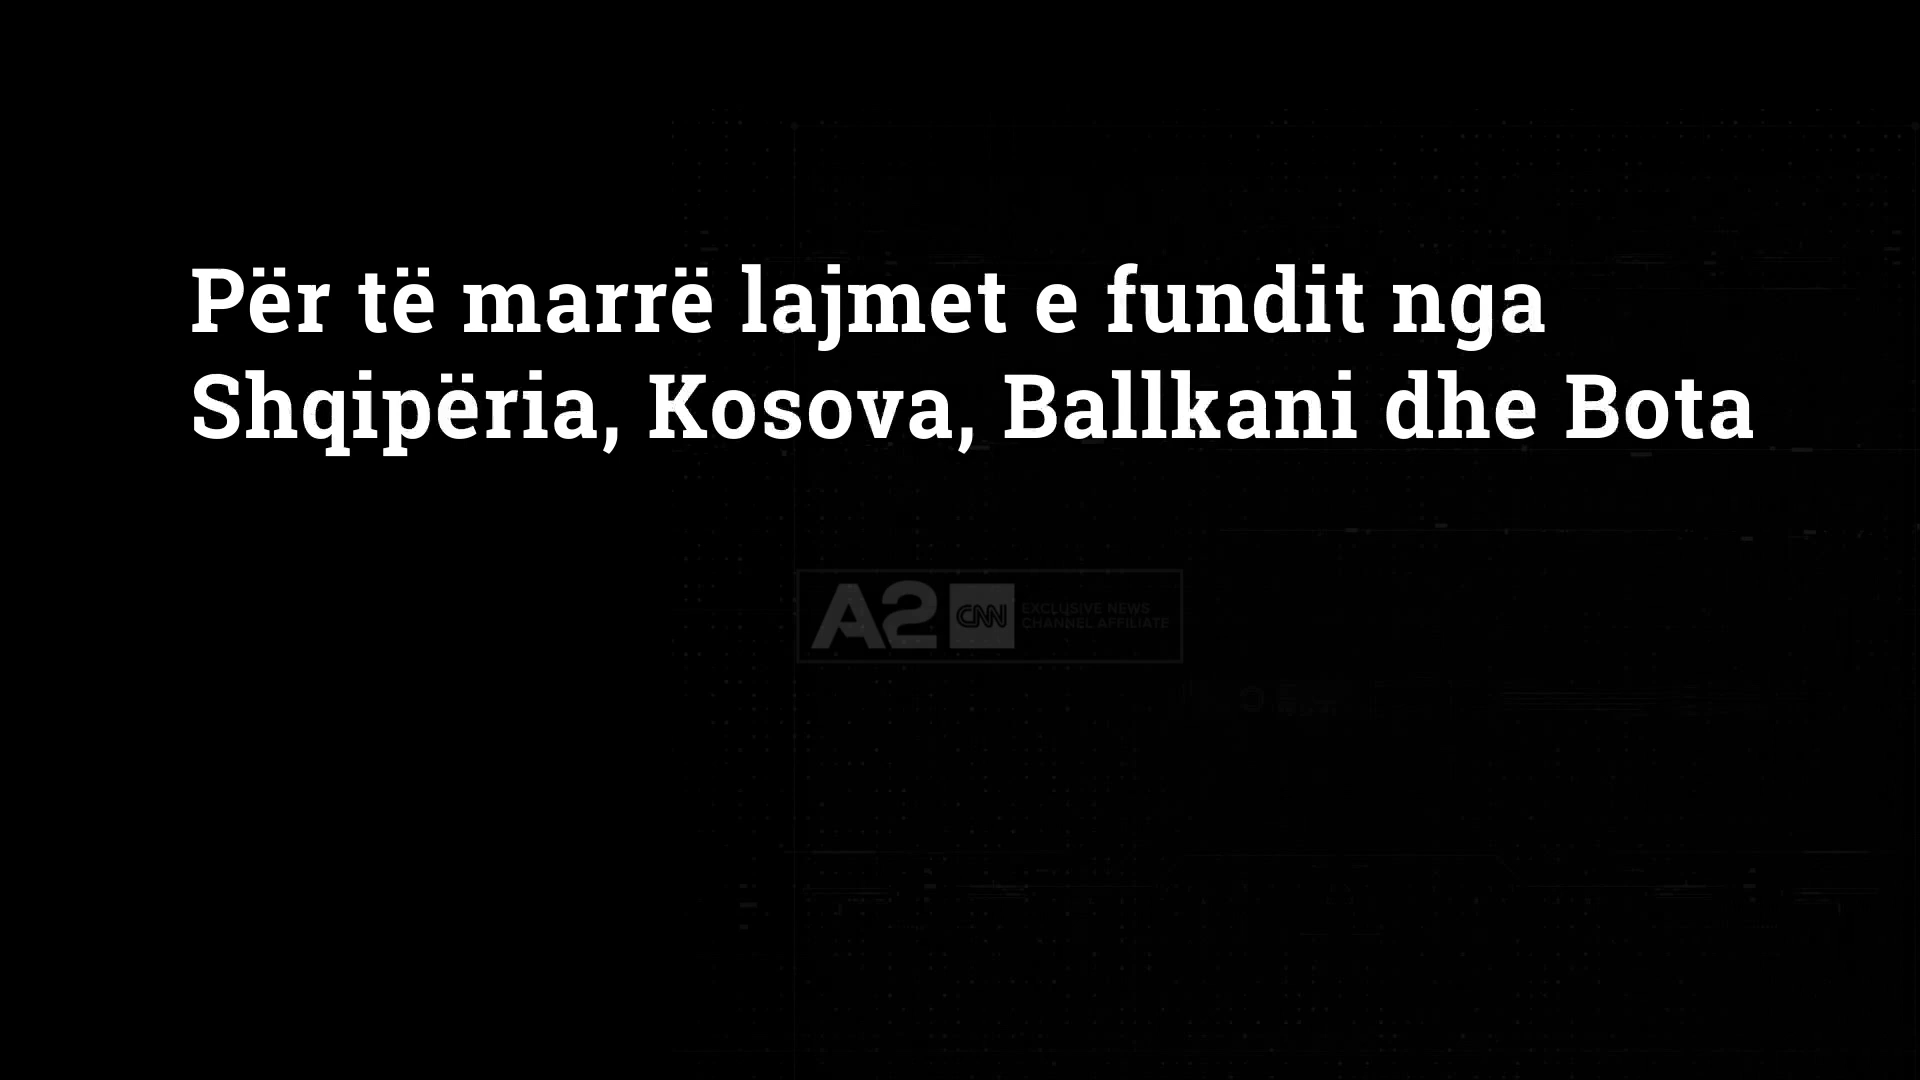 Për të marrë lajmet e fundit nga
Shqipëria, Kosova, Ballkani dhe Bota
A2 CNN EXCLUSIVE NEWS
CHANNEL AFFILIATE